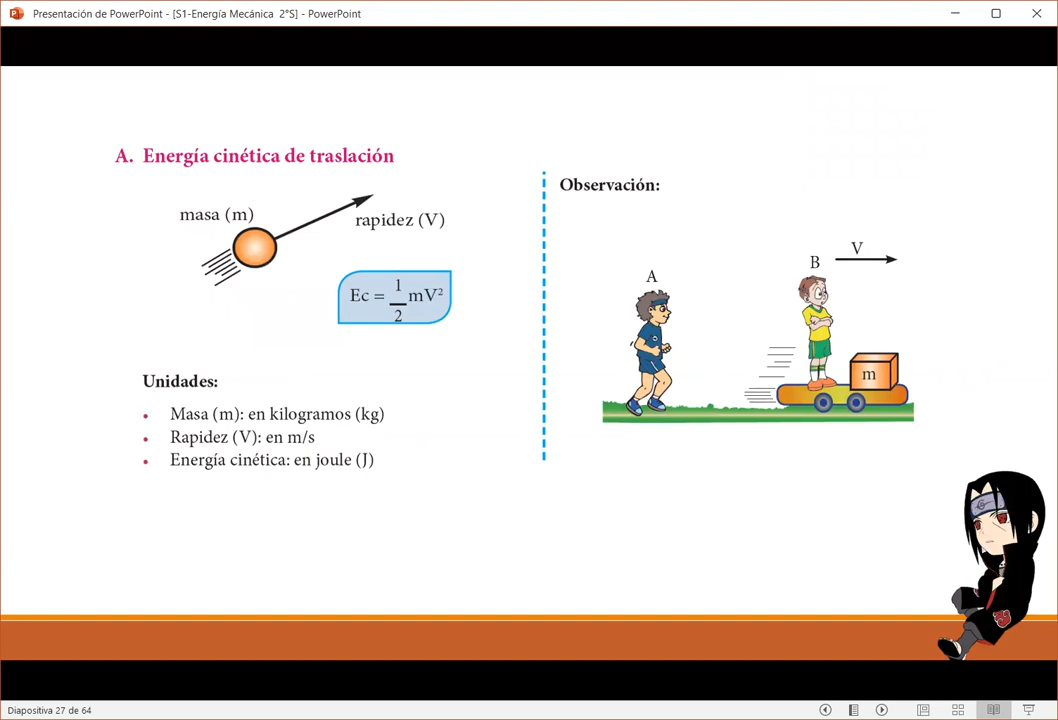 Presentación de PowerPoint - [S1-Energía Mecánica 2°S] - PowerPoint
A. Energía cinética de traslación
masa (m)
rapidez (V)
Ec = 1/2 mV²
Unidades:
• Masa (m): en kilogramos (kg)
• Rapidez (V): en m/s
• Energía cinética: en joule (J)
Observación:
A
B
V
m
Diapositiva 27 de 64